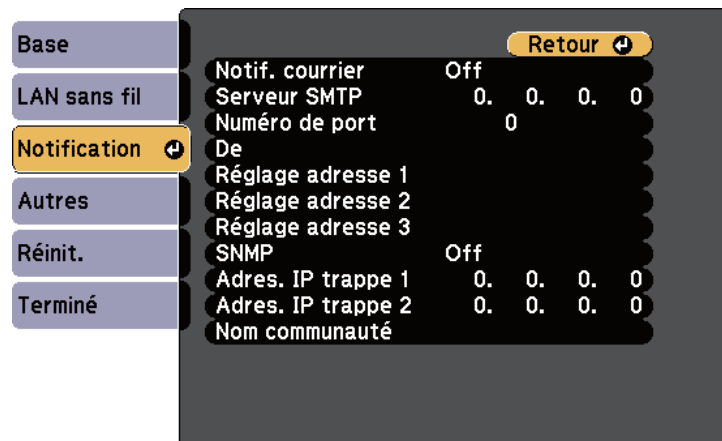 Base
LAN sans fil
Notification
Autres
Réinit.
Terminé
Retour
Notif. courrier Off
Serveur SMTP 0. 0. 0. 0
Numéro de port 0
De
Réglage adresse 1
Réglage adresse 2
Réglage adresse 3
SNMP Off
Adres. IP trappe 1 0. 0. 0. 0
Adres. IP trappe 2 0. 0. 0. 0
Nom communauté